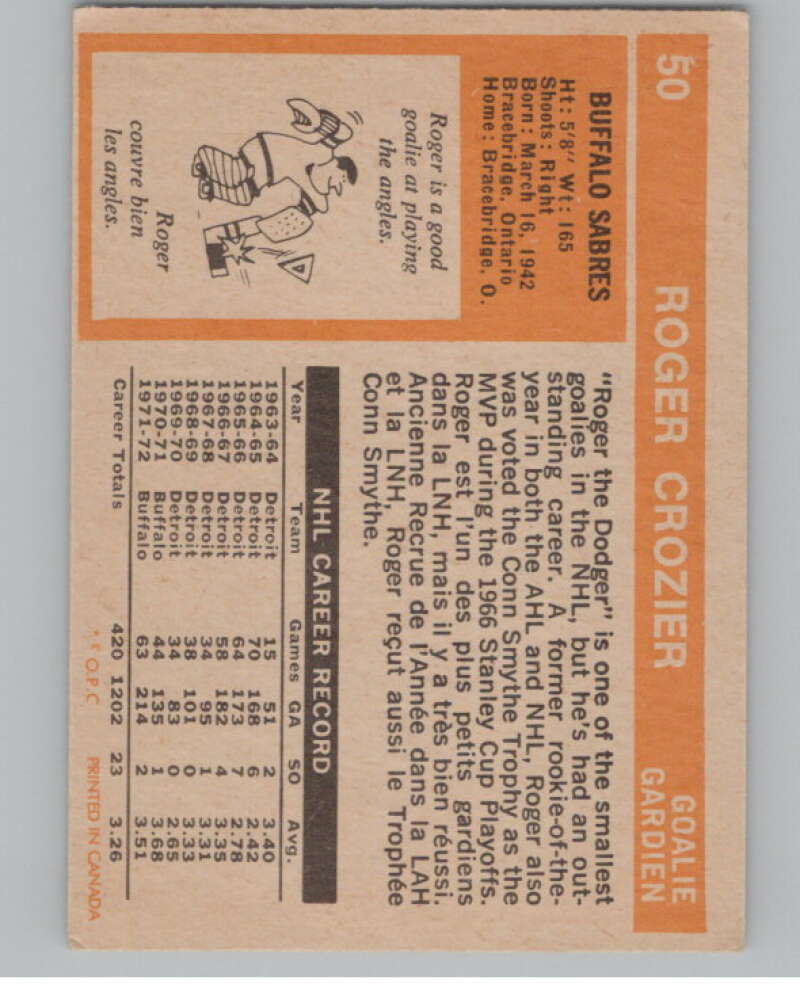 50 ROGER CROZIER GOALIE
GARDIEN
BUFFALO SABRES
Ht: 5'8" Wt: 165
Shoots: Right
Born: March 16, 1942
Bracebridge, Ontario
Home: Bracebridge, O.
Roger is a good
goalie at playing
the angles.
Roger
couvre bien
les angles.
"Roger the Dodger" is one of the smallest
goalies in the NHL, but he's had an out-
standing career. A former rookie-of-the-
year in both the AHL and NHL, Roger also
was voted the Conn Smythe Trophy as the
MVP during the 1966 Stanley Cup Playoffs.
Roger est l'un des plus petits gardiens
dans la LNH, mais il y a très bien réussi.
Ancienne Recrue de l'Année dans la LAH
et la LNH, Roger reçut aussi le Trophée
Conn Smythe.
NHL CAREER RECORD
Year Team Games GA SO Avg.
1963-64 Detroit 15 51 2 3.40
1964-65 Detroit 70 168 6 2.42
1965-66 Detroit 64 173 7 2.78
1966-67 Detroit 58 182 4 3.35
1967-68 Detroit 34 95 1 3.31
1968-69 Detroit 38 101 0 3.33
1969-70 Detroit 34 83 0 2.65
1970-71 Buffalo 44 135 1 3.68
1971-72 Buffalo 63 214 2 3.51
Career Totals 420 1202 23 3.26
O.P.C. PRINTED IN CANADA